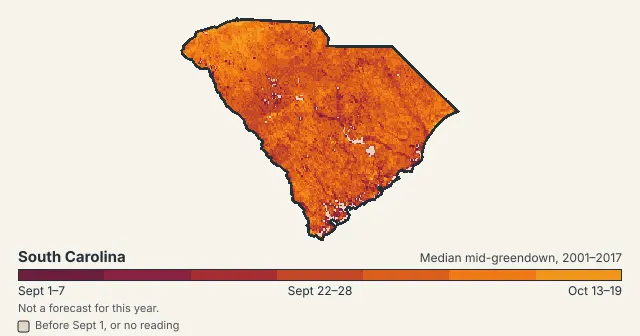 South Carolina
Median mid-greendown, 2001–2017
Sept 1–7
Sept 22–28
Oct 13–19
Not a forecast for this year.
Before Sept 1, or no reading